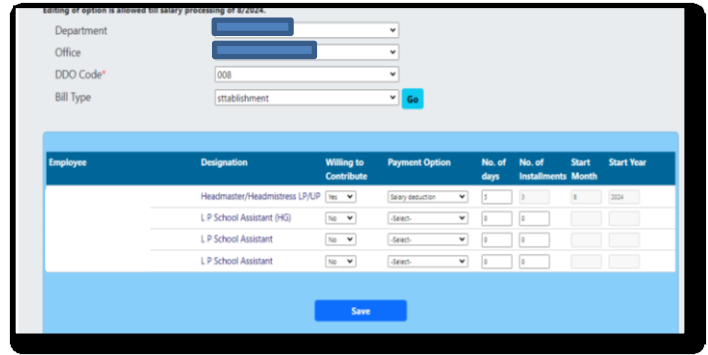 Editing of option is allowed till salary processing of 8/2024.
Department
Office
DDO Code* 008
Bill Type sttablishment Go
Employee Designation Willing to Contribute Payment Option No. of days No. of Installments Start Month Start Year
Headmaster/Headmistress LP/UP Yes Salary deduction 5 3 8 2024
L P School Assistant (HG) No -Select- 0 0
L P School Assistant No -Select- 0 0
L P School Assistant No -Select- 0 0
Save